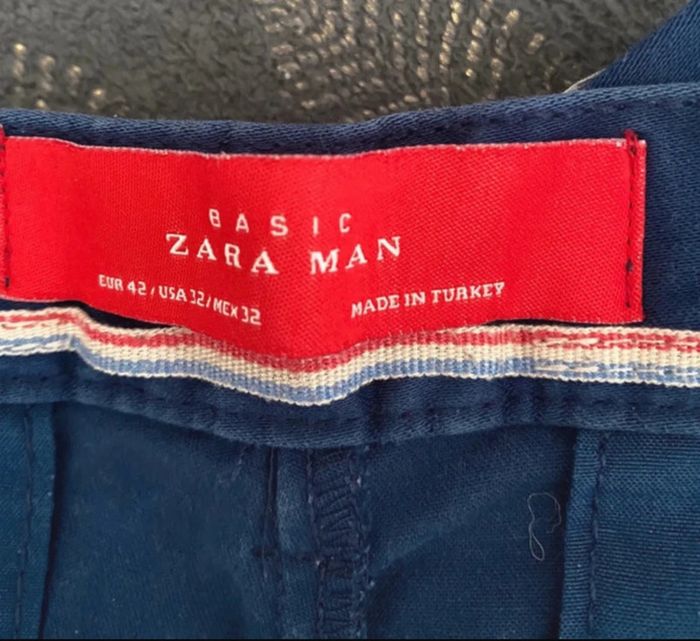 BASIC
ZARA MAN
EUR 42 / USA 32 / MEX 32
MADE IN TURKEY